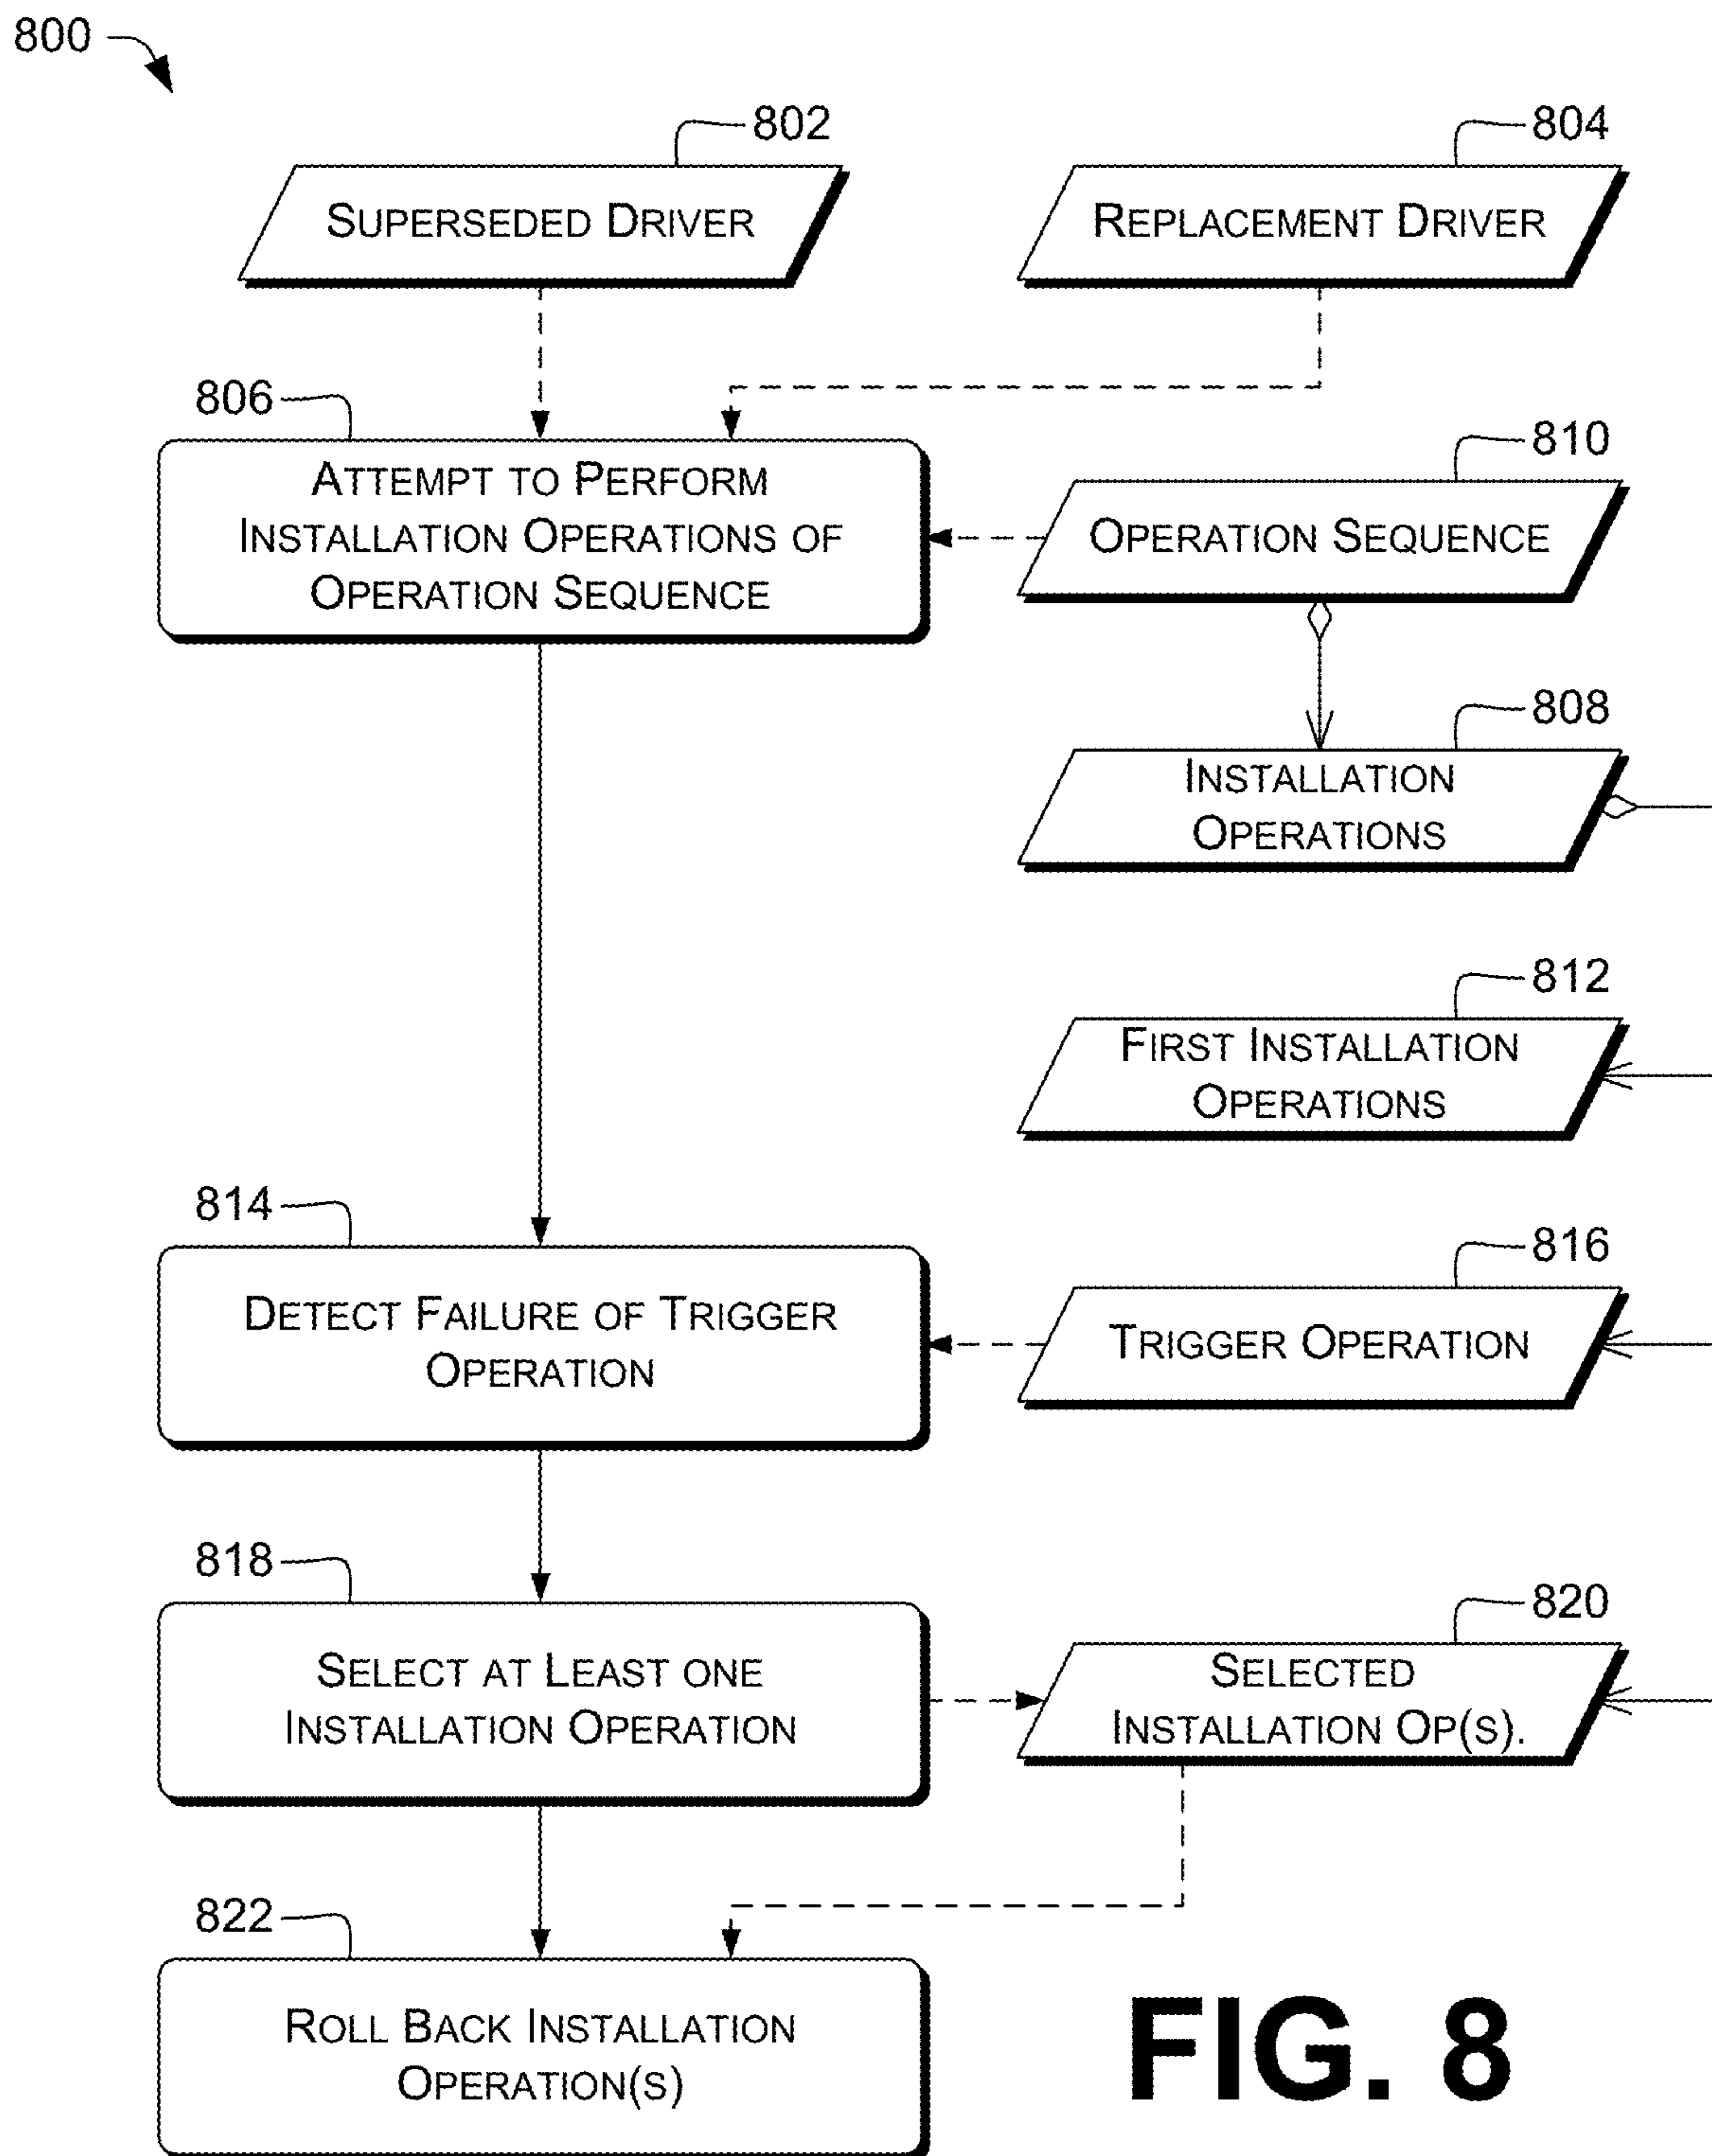 800
802
804
SUPERSEDED DRIVER
REPLACEMENT DRIVER
806
810
ATTEMPT TO PERFORM
INSTALLATION OPERATIONS OF
OPERATION SEQUENCE
OPERATION SEQUENCE
808
INSTALLATION
OPERATIONS
812
FIRST INSTALLATION
OPERATIONS
814
816
DETECT FAILURE OF TRIGGER
OPERATION
TRIGGER OPERATION
818
820
SELECT AT LEAST ONE
INSTALLATION OPERATION
SELECTED
INSTALLATION OP(S).
822
ROLL BACK INSTALLATION
OPERATION(S)
FIG. 8